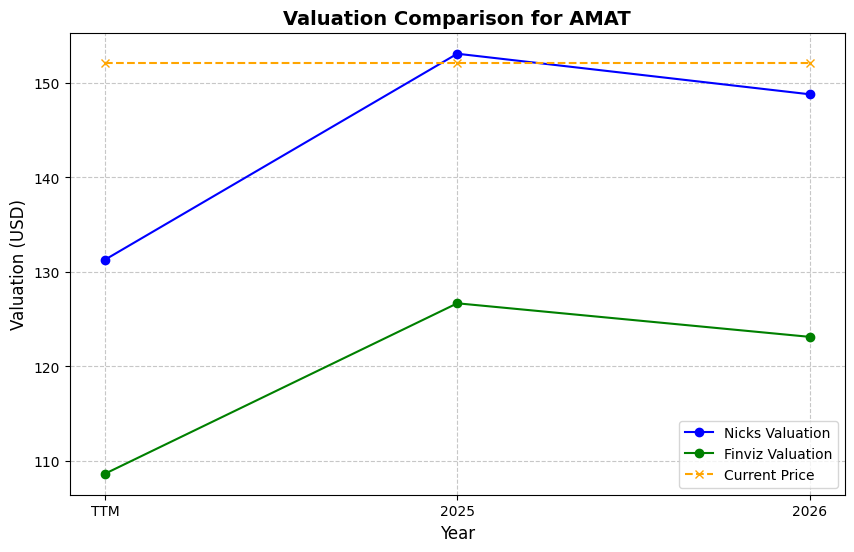 Valuation Comparison for AMAT
Valuation (USD)
150
140
130
120
110
TTM
2025
2026
Year
Nicks Valuation
Finviz Valuation
Current Price